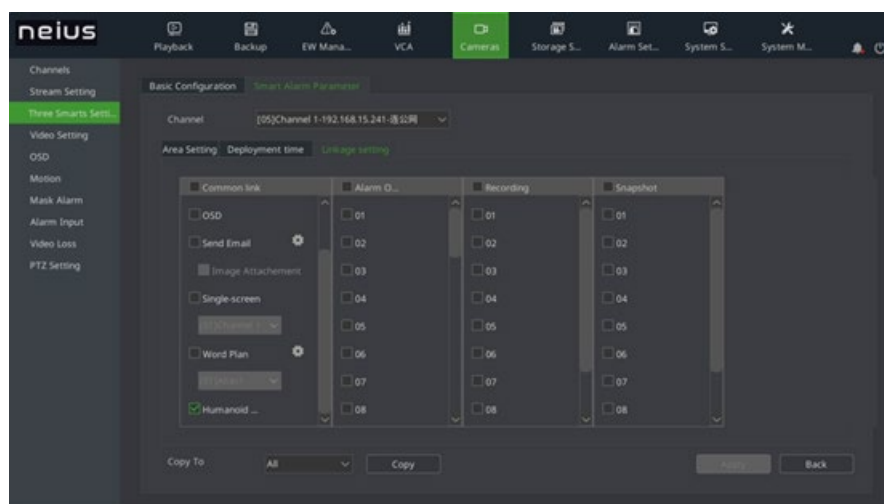 neius
Playback Backup EW Mana... VCA Cameras Storage S... Alarm Set... System S... System M...
Channels
Stream Setting
Three Smarts Setti...
Video Setting
OSD
Motion
Mask Alarm
Alarm Input
Video Loss
PTZ Setting
Basic Configuration Smart Alarm Parameter
Channel [05]Channel 1-192.168.15.241-连公网
Area Setting Deployment time Linkage setting
Common link Alarm O... Recording Snapshot
OSD 01 01 01
Send Email 02 02 02
Image Attachement 03 03 03
Single-screen 04 04 04
05 05 05
Word Plan 06 06 06
07 07 07
Humanoid ... 08 08 08
Copy To All Copy Apply Back